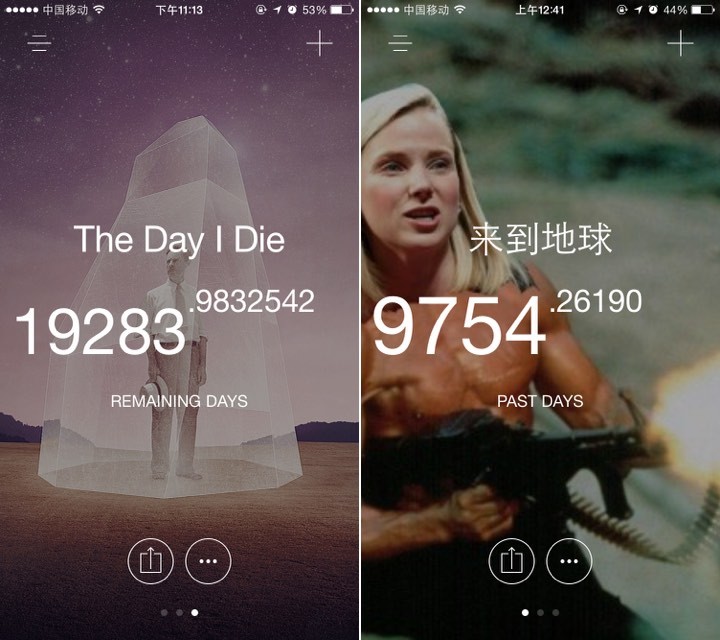 中国移动
下午11:13
53%
The Day I Die
19283.9832542
REMAINING DAYS
中国移动
上午12:41
44%
来到地球
9754.26190
PAST DAYS